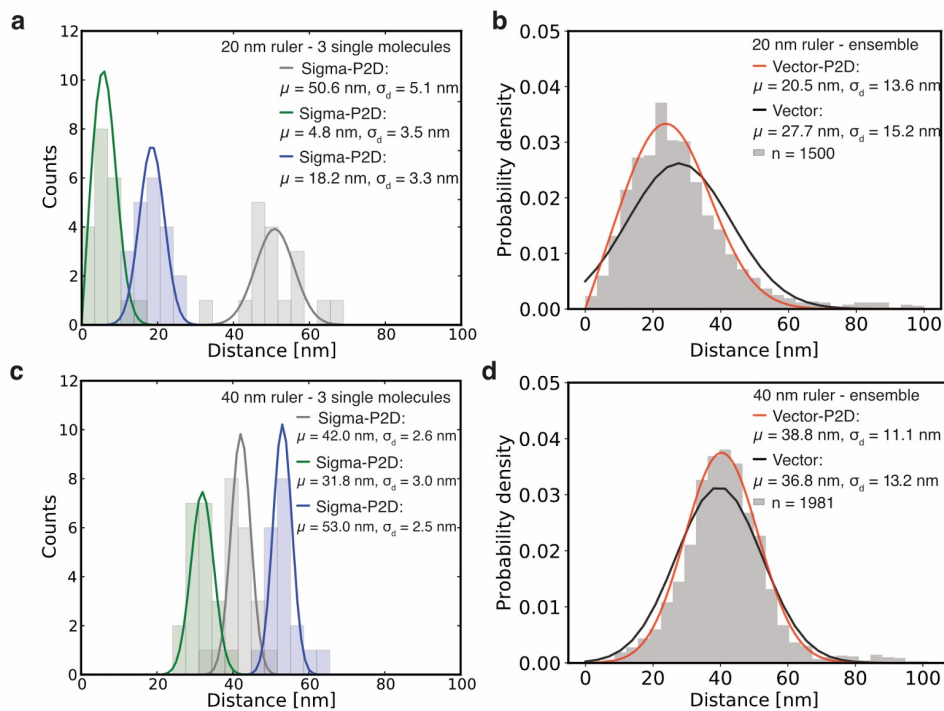 a
12
10
8
6
4
2
0
Counts
0 20 40 60 80 100
Distance [nm]
20 nm ruler - 3 single molecules
Sigma-P2D:
μ = 50.6 nm, σd = 5.1 nm
Sigma-P2D:
μ = 4.8 nm, σd = 3.5 nm
Sigma-P2D:
μ = 18.2 nm, σd = 3.3 nm
b
0.05
0.04
0.03
0.02
0.01
0.00
Probability density
0 20 40 60 80 100
Distance [nm]
20 nm ruler - ensemble
Vector-P2D:
μ = 20.5 nm, σd = 13.6 nm
Vector:
μ = 27.7 nm, σd = 15.2 nm
n = 1500
c
12
10
8
6
4
2
0
Counts
0 20 40 60 80 100
Distance [nm]
40 nm ruler - 3 single molecules
Sigma-P2D:
μ = 42.0 nm, σd = 2.6 nm
Sigma-P2D:
μ = 31.8 nm, σd = 3.0 nm
Sigma-P2D:
μ = 53.0 nm, σd = 2.5 nm
d
0.05
0.04
0.03
0.02
0.01
0.00
Probability density
0 20 40 60 80 100
Distance [nm]
40 nm ruler - ensemble
Vector-P2D:
μ = 38.8 nm, σd = 11.1 nm
Vector:
μ = 36.8 nm, σd = 13.2 nm
n = 1981